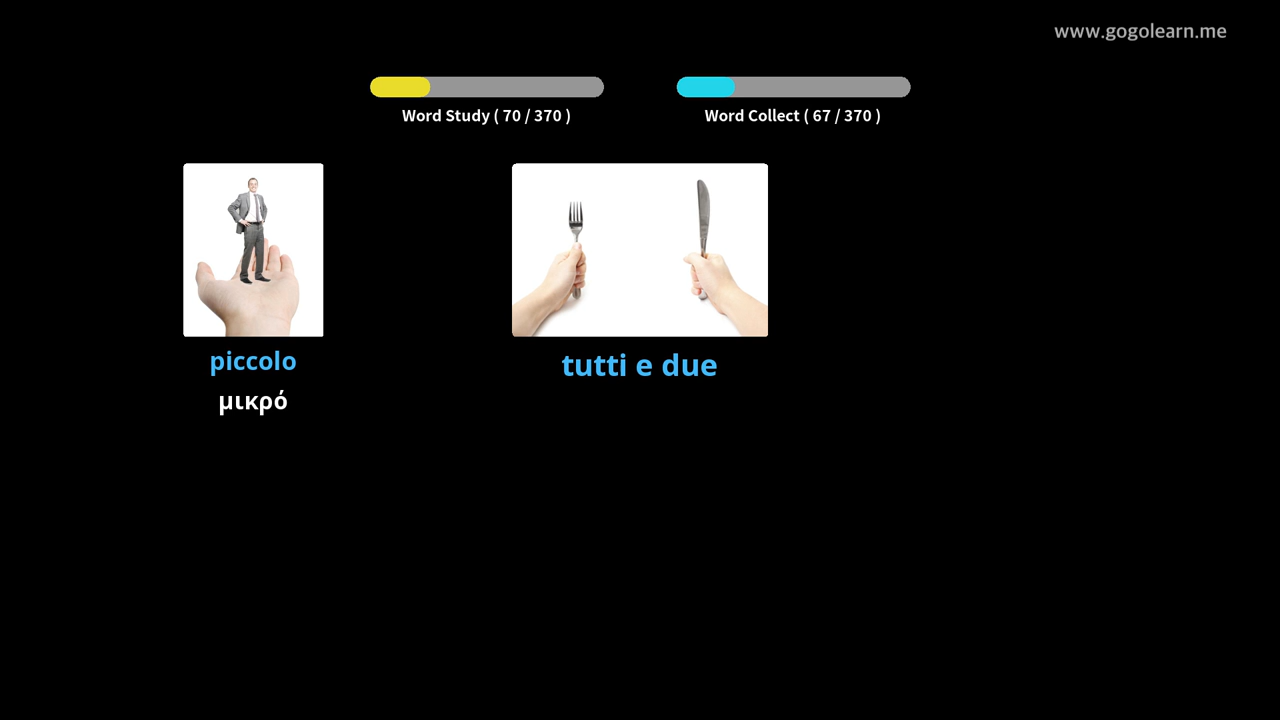 www.gogolearn.me
Word Study ( 70 / 370 )
Word Collect ( 67 / 370 )
piccolo
μικρό
tutti e due